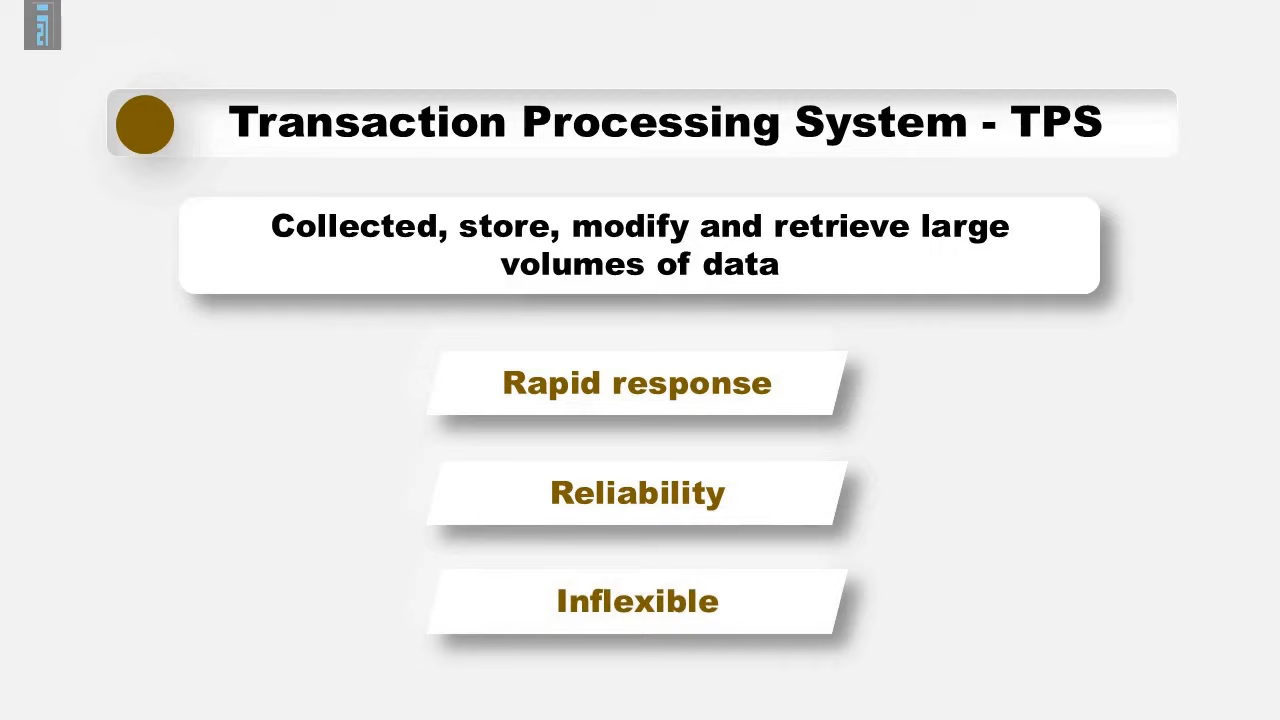 Transaction Processing System - TPS
Collected, store, modify and retrieve large
volumes of data
Rapid response
Reliability
Inflexible